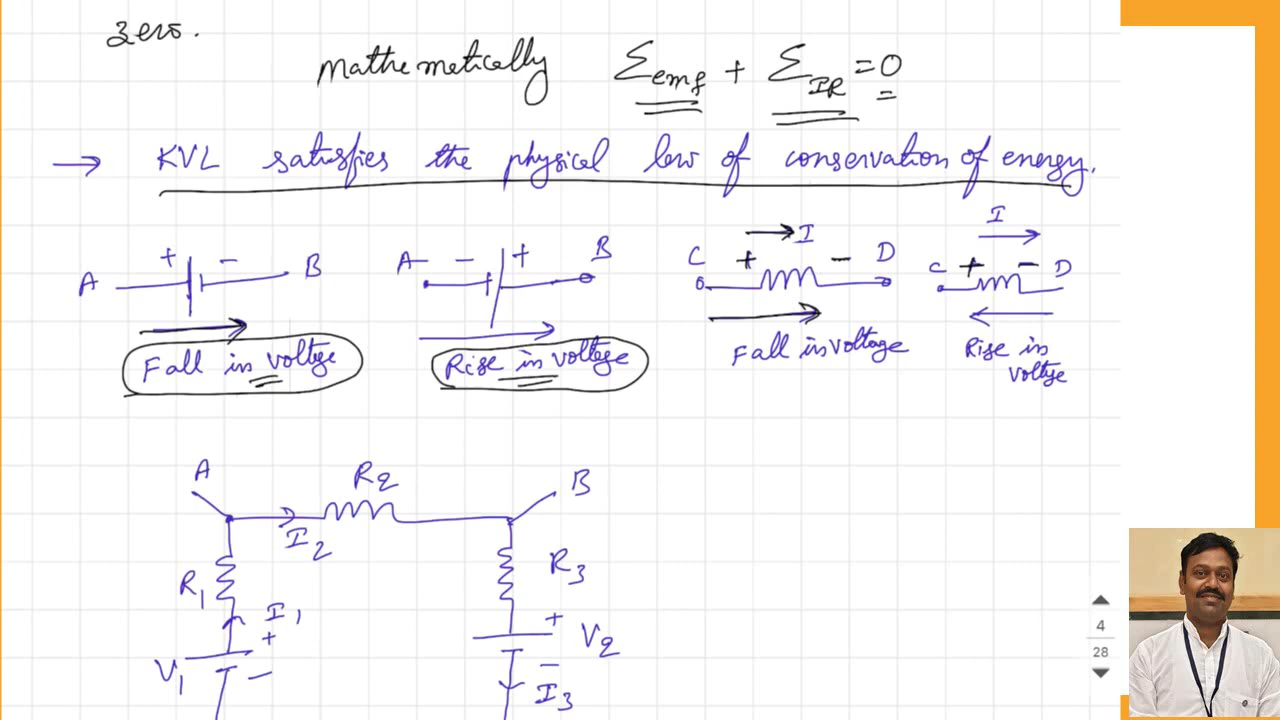 zero.
Mathemetically Σemf + ΣIR = 0
→ KVL satisfies the physical law of conservation of energy.
A + - B
A - + B
C + → I - D
I
C + - D
Fall in voltage
Rise in voltage
Fall in voltage
Rise in voltage
A R2 B
I2
R1 I1 R3
V1 + -
+ - V2
I3
4
28